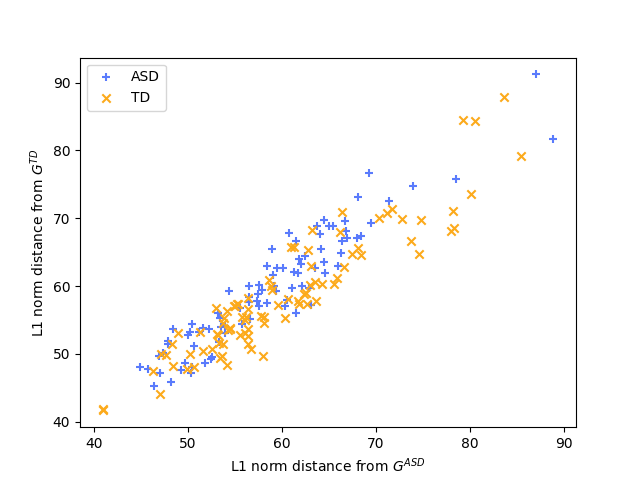 ASD
TD
90
80
70
60
50
40
L1 norm distance from G^{TD}
40 50 60 70 80 90
L1 norm distance from G^{ASD}